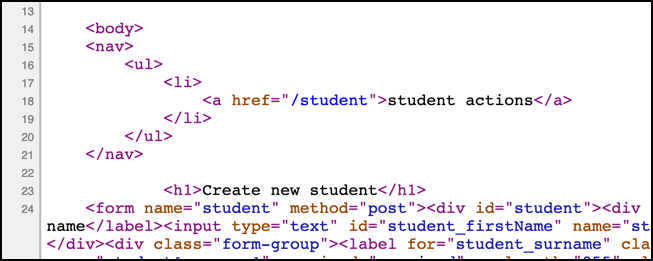 13
14 <body>
15 <nav>
16 <ul>
17 <li>
18 <a href="/student">student actions</a>
19 </li>
20 </ul>
21 </nav>
22
23 <h1>Create new student</h1>
24 <form name="student" method="post"><div id="student"><div
name</label><input type="text" id="student_firstName" name="st
</div><div class="form-group"><label for="student_surname" cla